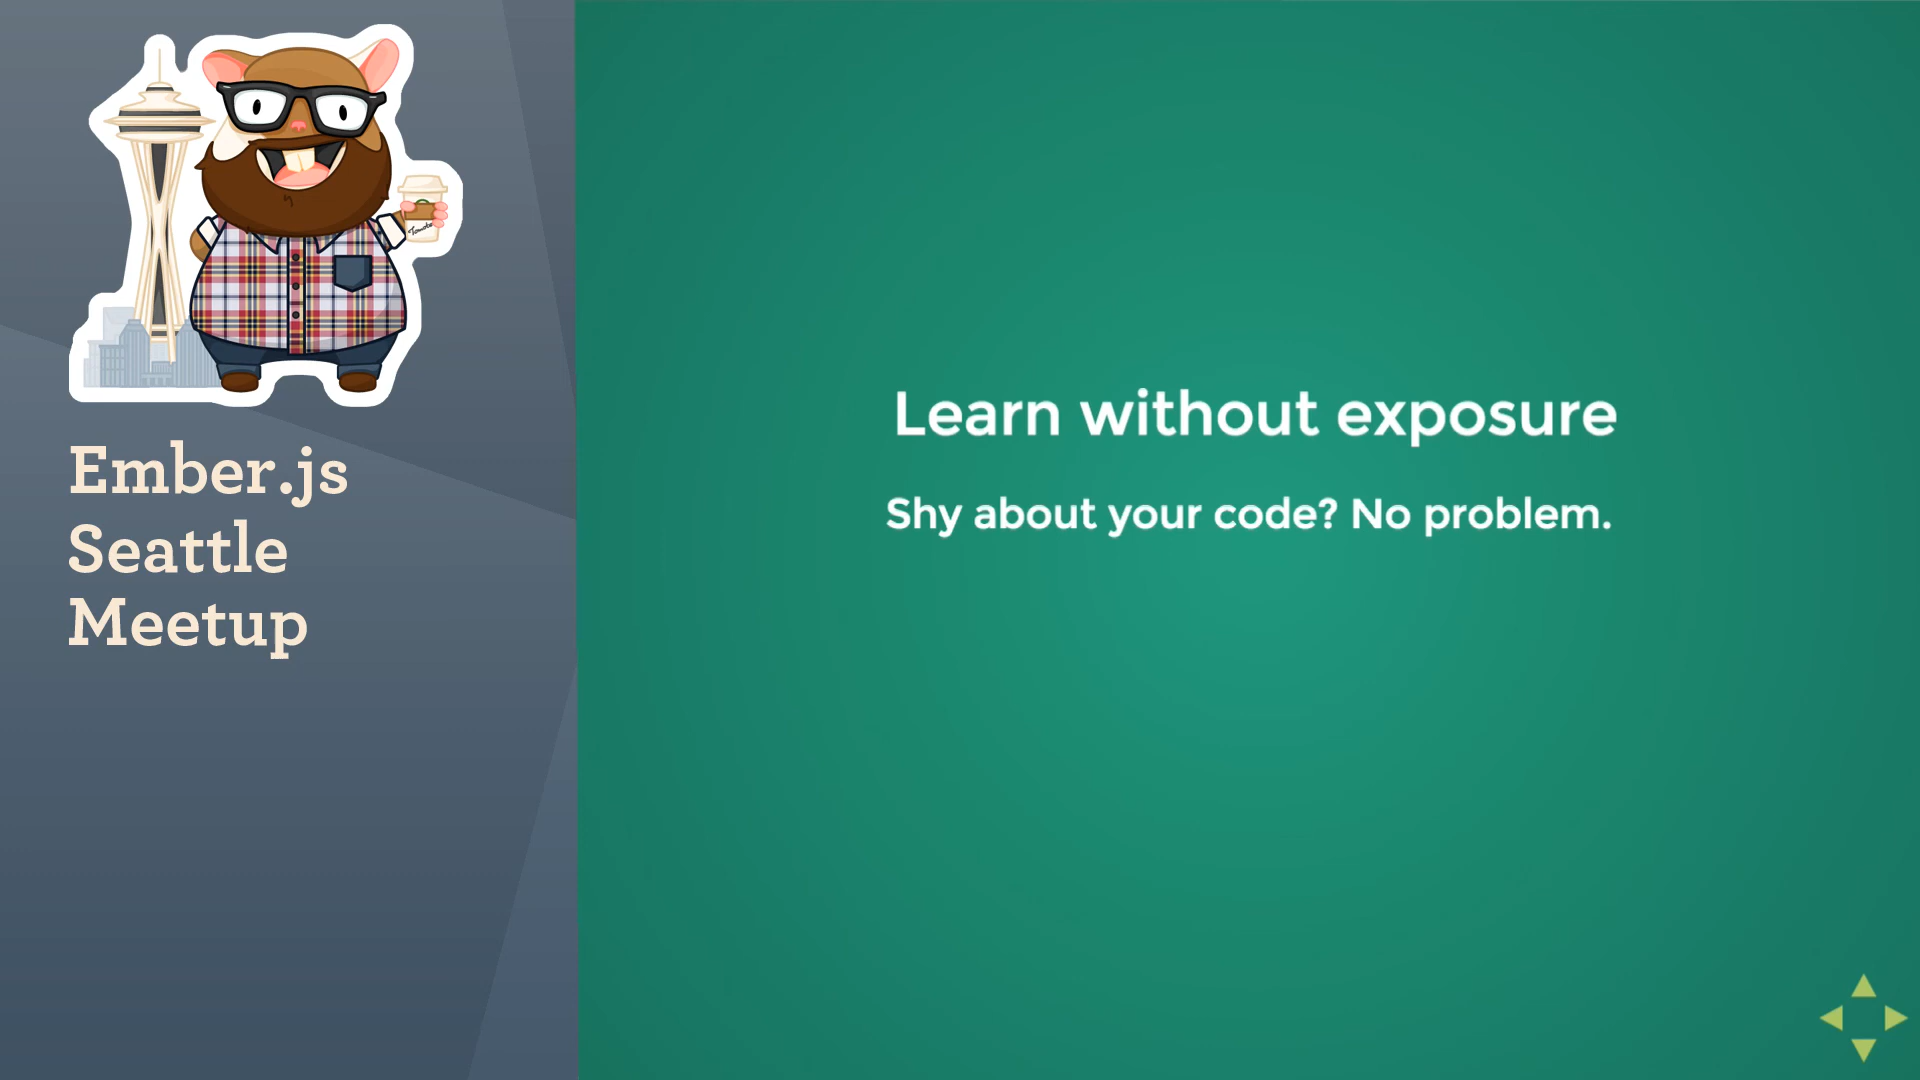 Ember.js
Seattle
Meetup
Learn without exposure
Shy about your code? No problem.